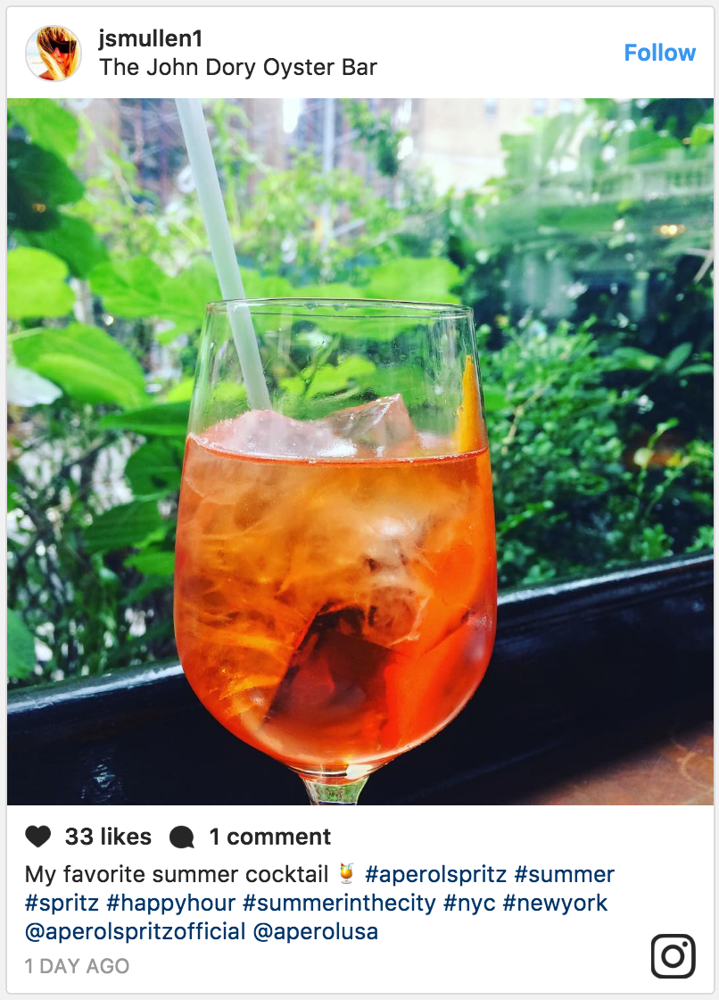 jsmullen1
The John Dory Oyster Bar
Follow
33 likes 1 comment
My favorite summer cocktail 🍹 #aperolspritz #summer
#spritz #happyhour #summerinthecity #nyc #newyork
@aperolspritzofficial @aperolusa
1 DAY AGO